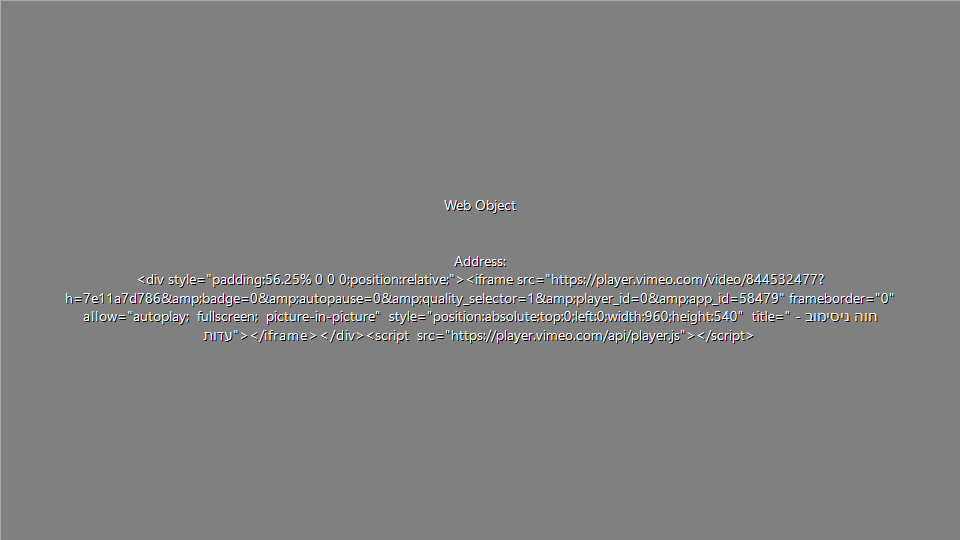 Web Object
Address:
<div style="padding:56.25% 0 0 0;position:relative;"><iframe src="https://player.vimeo.com/video/844532477?
h=7e11a7d786&amp;badge=0&amp;autopause=0&amp;quality_selector=1&amp;player_id=0&amp;app_id=58479" frameborder="0"
allow="autoplay; fullscreen; picture-in-picture" style="position:absolute;top:0;left:0;width:960;height:540" title="חוה ניסימוב -
עדות"></iframe></div><script src="https://player.vimeo.com/api/player.js"></script>